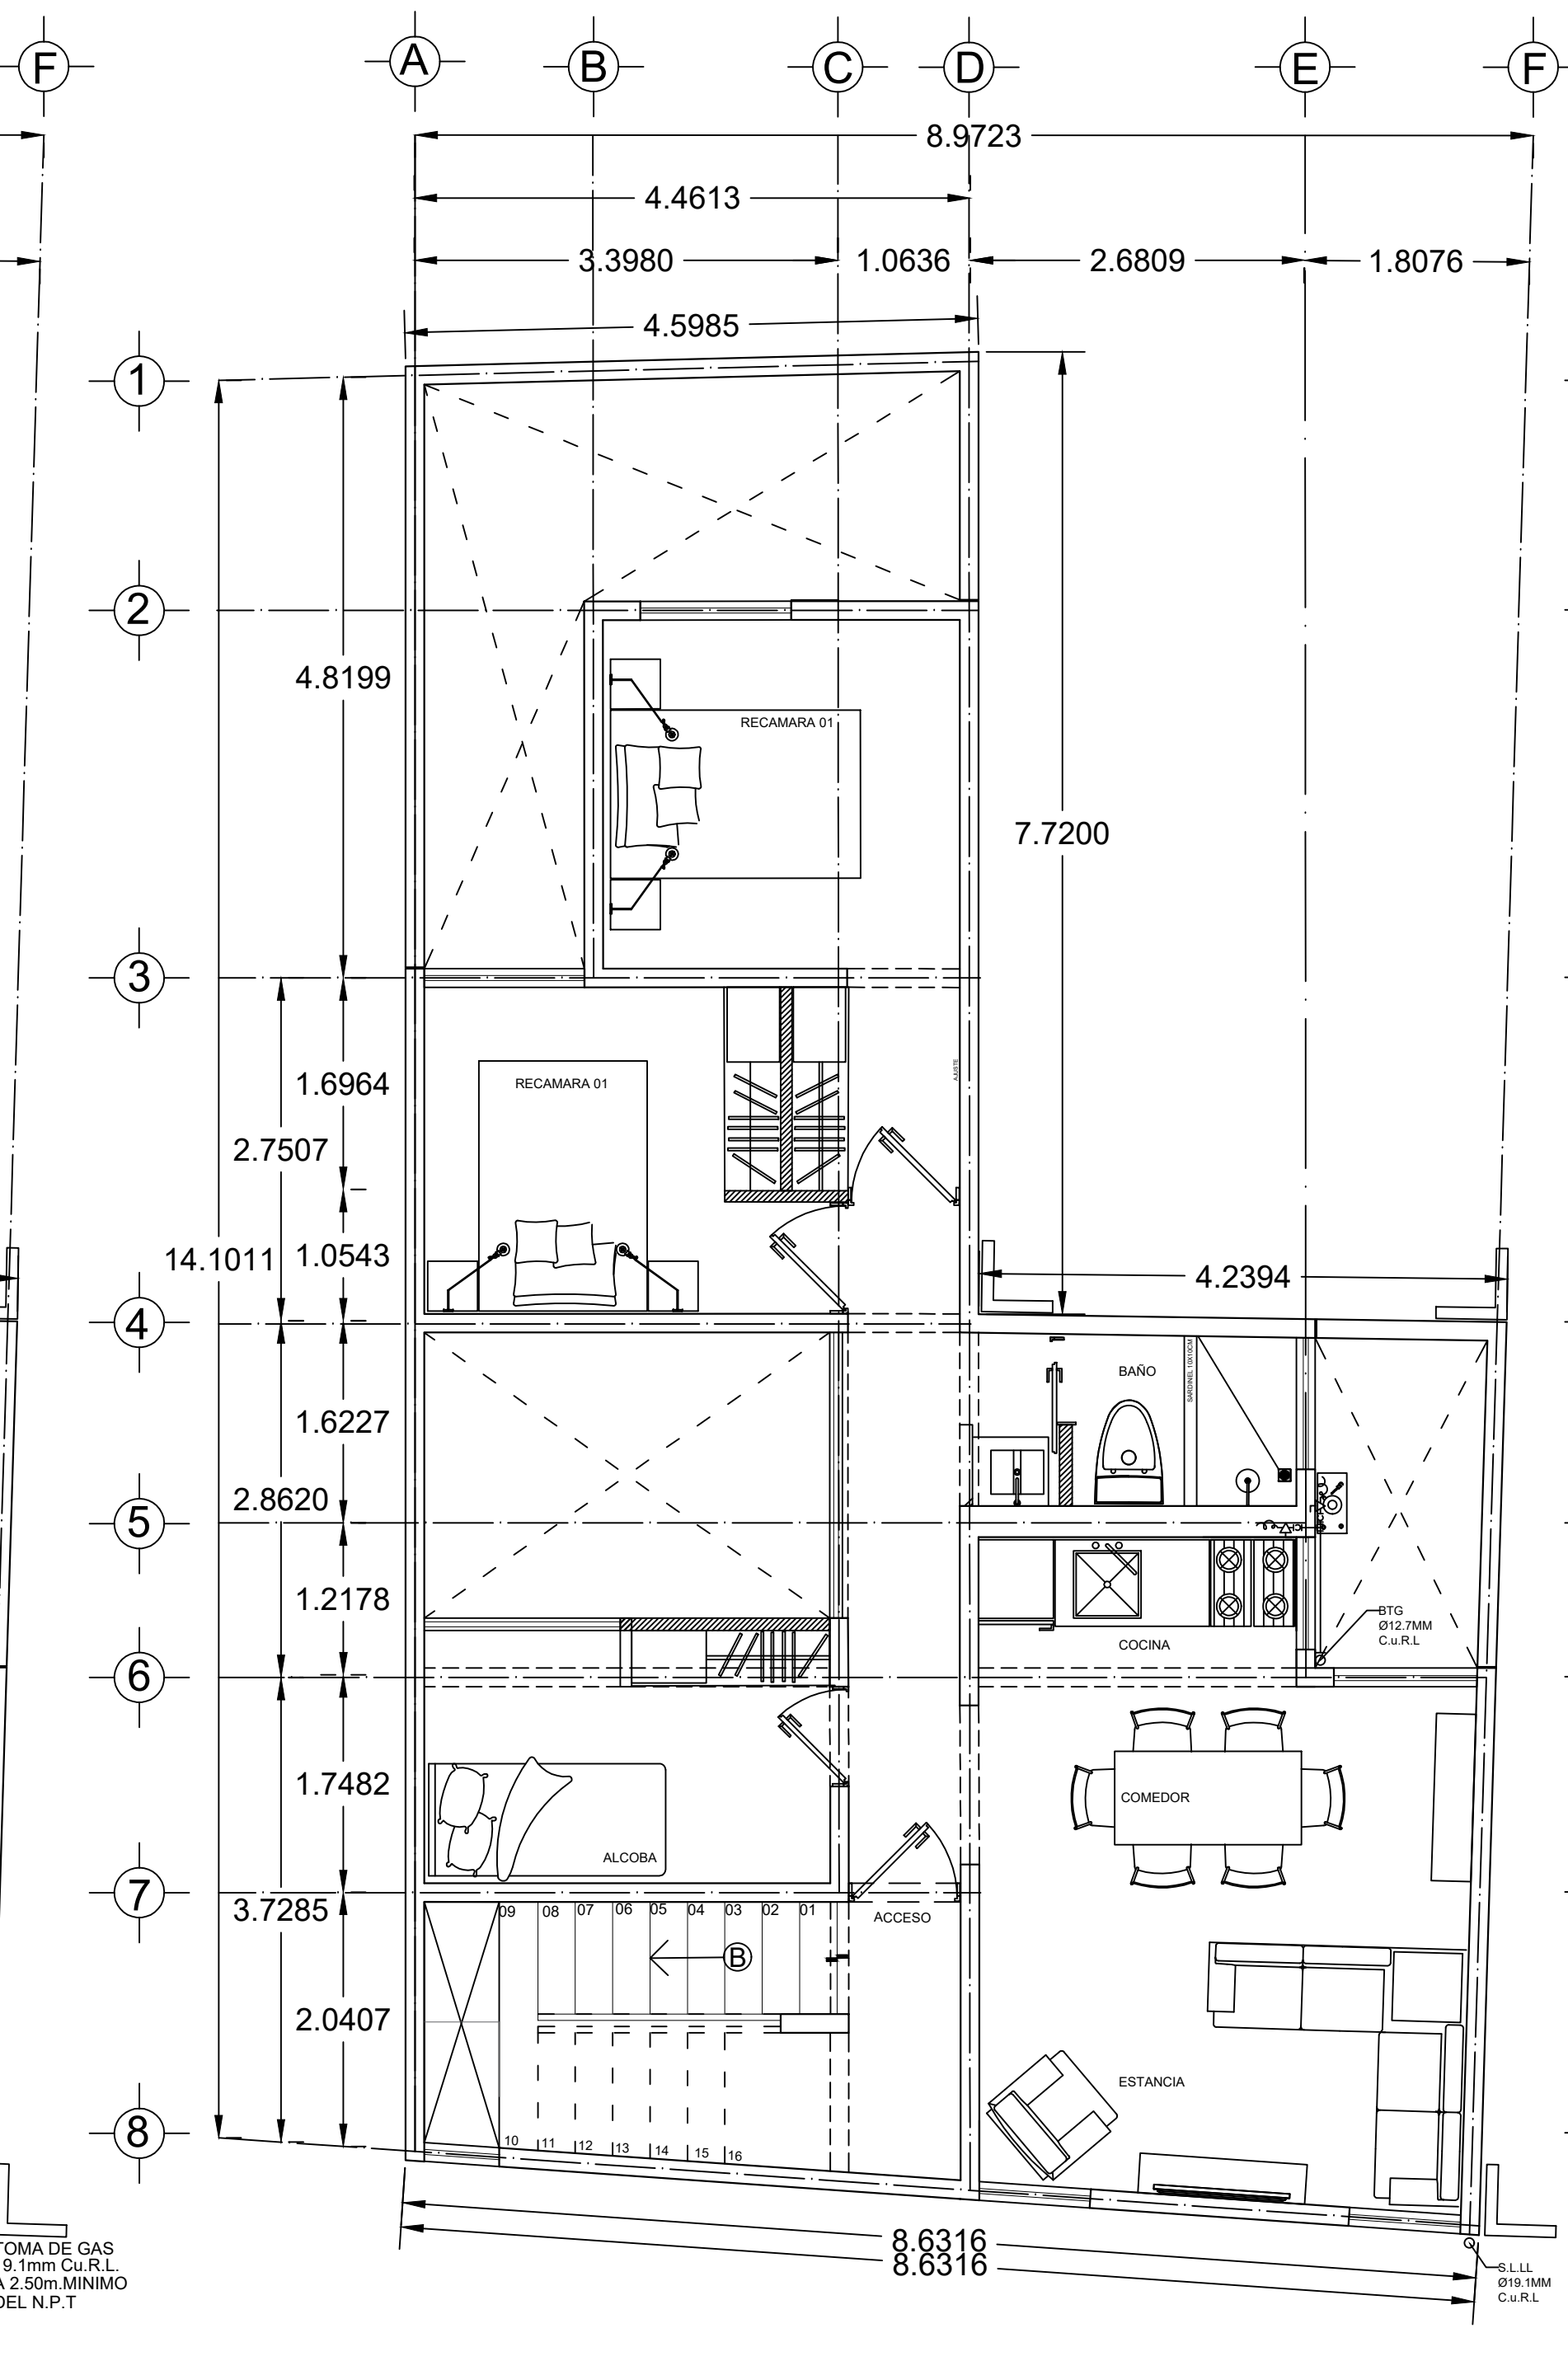 F A B C D E F
8.9723
4.4613
3.3980 1.0636 2.6809 1.8076
4.5985
1
2
4.8199
RECAMARA 01
7.7200
3
AJUSTE
1.6964
RECAMARA 01
2.7507
1.0543
14.1011
4.2394
4
SARDINEL 10X10CM
BAÑO
1.6227
2.8620
5
1.2178
BTG
Ø12.7MM
C.u.R.L
COCINA
6
1.7482
COMEDOR
ALCOBA
7
3.7285
09 08 07 06 05 04 03 02 01
ACCESO
B
2.0407
ESTANCIA
8
10 11 12 13 14 15 16
8.6316
8.6316
TOMA DE GAS
9.1mm Cu.R.L.
A 2.50m.MINIMO
DEL N.P.T
S.L.LL
Ø19.1MM
C.u.R.L